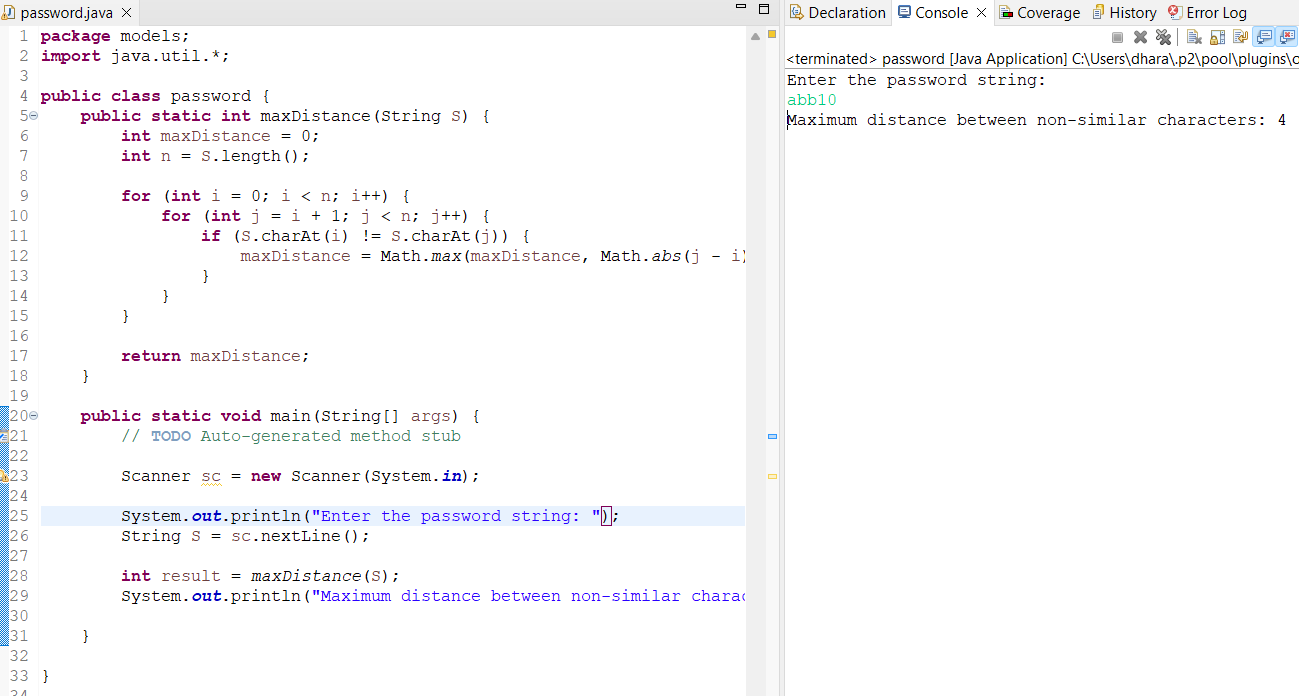 password.java
package models;
import java.util.*;
public class password {
public static int maxDistance(String S) {
int maxDistance = 0;
int n = S.length();
for (int i = 0; i < n; i++) {
for (int j = i + 1; j < n; j++) {
if (S.charAt(i) != S.charAt(j)) {
maxDistance = Math.max(maxDistance, Math.abs(j - i)
}
}
}
return maxDistance;
}
public static void main(String[] args) {
// TODO Auto-generated method stub
Scanner sc = new Scanner(System.in);
System.out.println("Enter the password string: ");
String S = sc.nextLine();
int result = maxDistance(S);
System.out.println("Maximum distance between non-similar charac
}
}
1
2
3
4
5
6
7
8
9
10
11
12
13
14
15
16
17
18
19
20
21
22
23
24
25
26
27
28
29
30
31
32
33
34
Declaration Console Coverage History Error Log
<terminated> password [Java Application] C:\Users\dhara\.p2\pool\plugins\o
Enter the password string:
abb10
Maximum distance between non-similar characters: 4